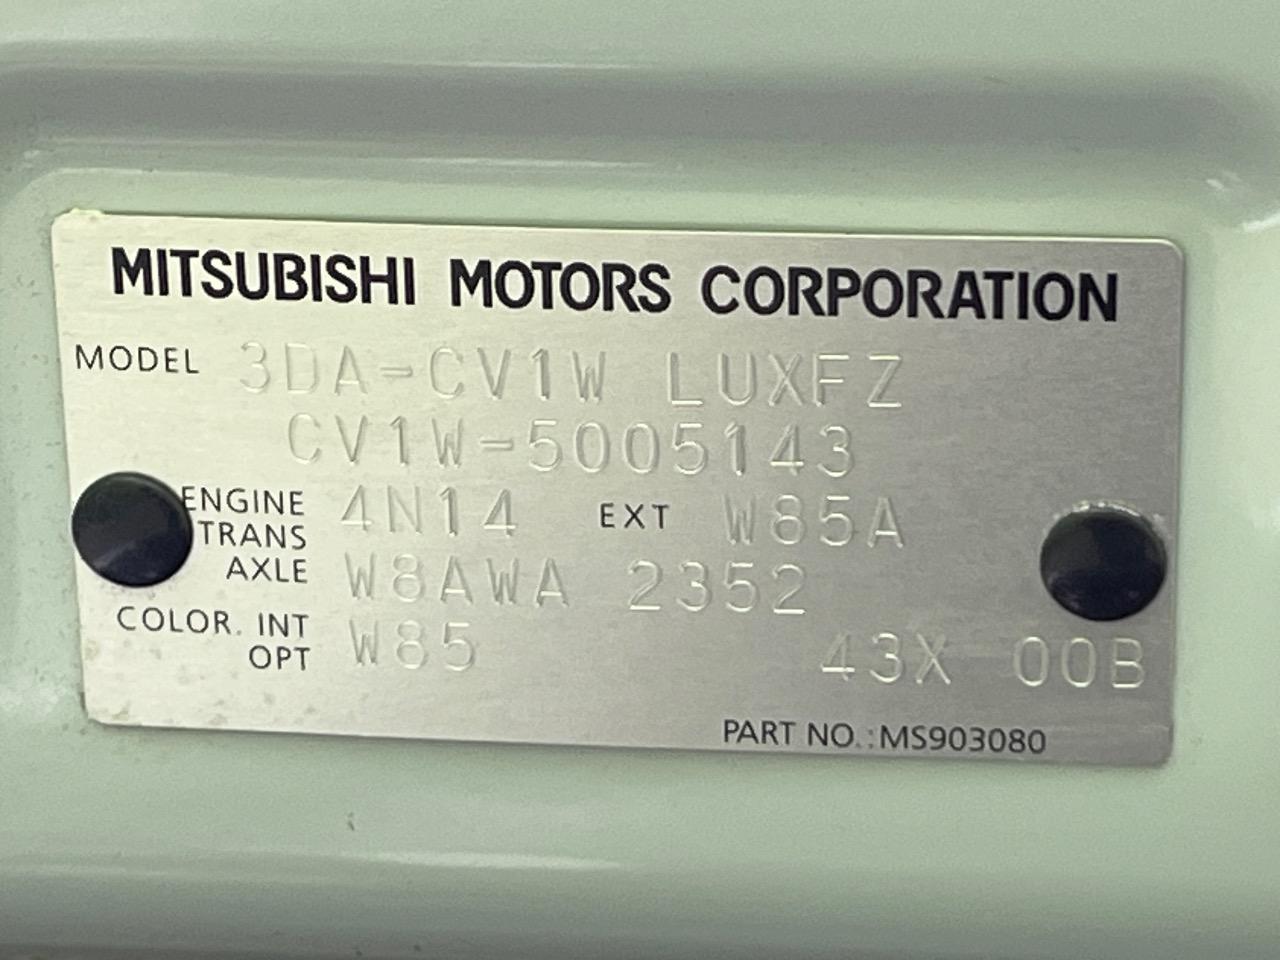 MITSUBISHI MOTORS CORPORATION
MODEL 3DA-CV1W LUXFZ
CV1W-5005143
ENGINE 4N14 EXT W85A
TRANS
AXLE W8AWA 2352
COLOR. INT W85
OPT 43X 00B
PART NO.:MS903080